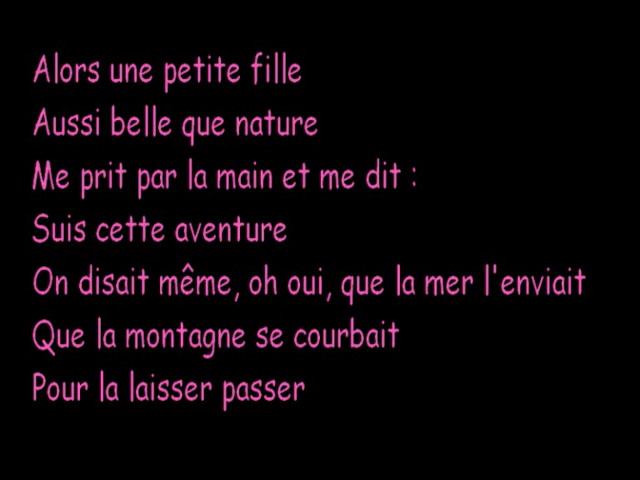 Alors une petite fille
Aussi belle que nature
Me prit par la main et me dit :
Suis cette aventure
On disait même, oh oui, que la mer l'enviait
Que la montagne se courbait
Pour la laisser passer